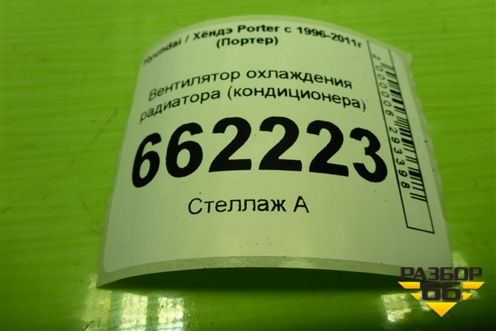 Hyundai / Хёндэ Porter с 1996-2011г
(Портер)
Вентилятор охлаждения
радиатора (кондиционера)
662223
Стеллаж А
2000006293398
РАЗБОР
66